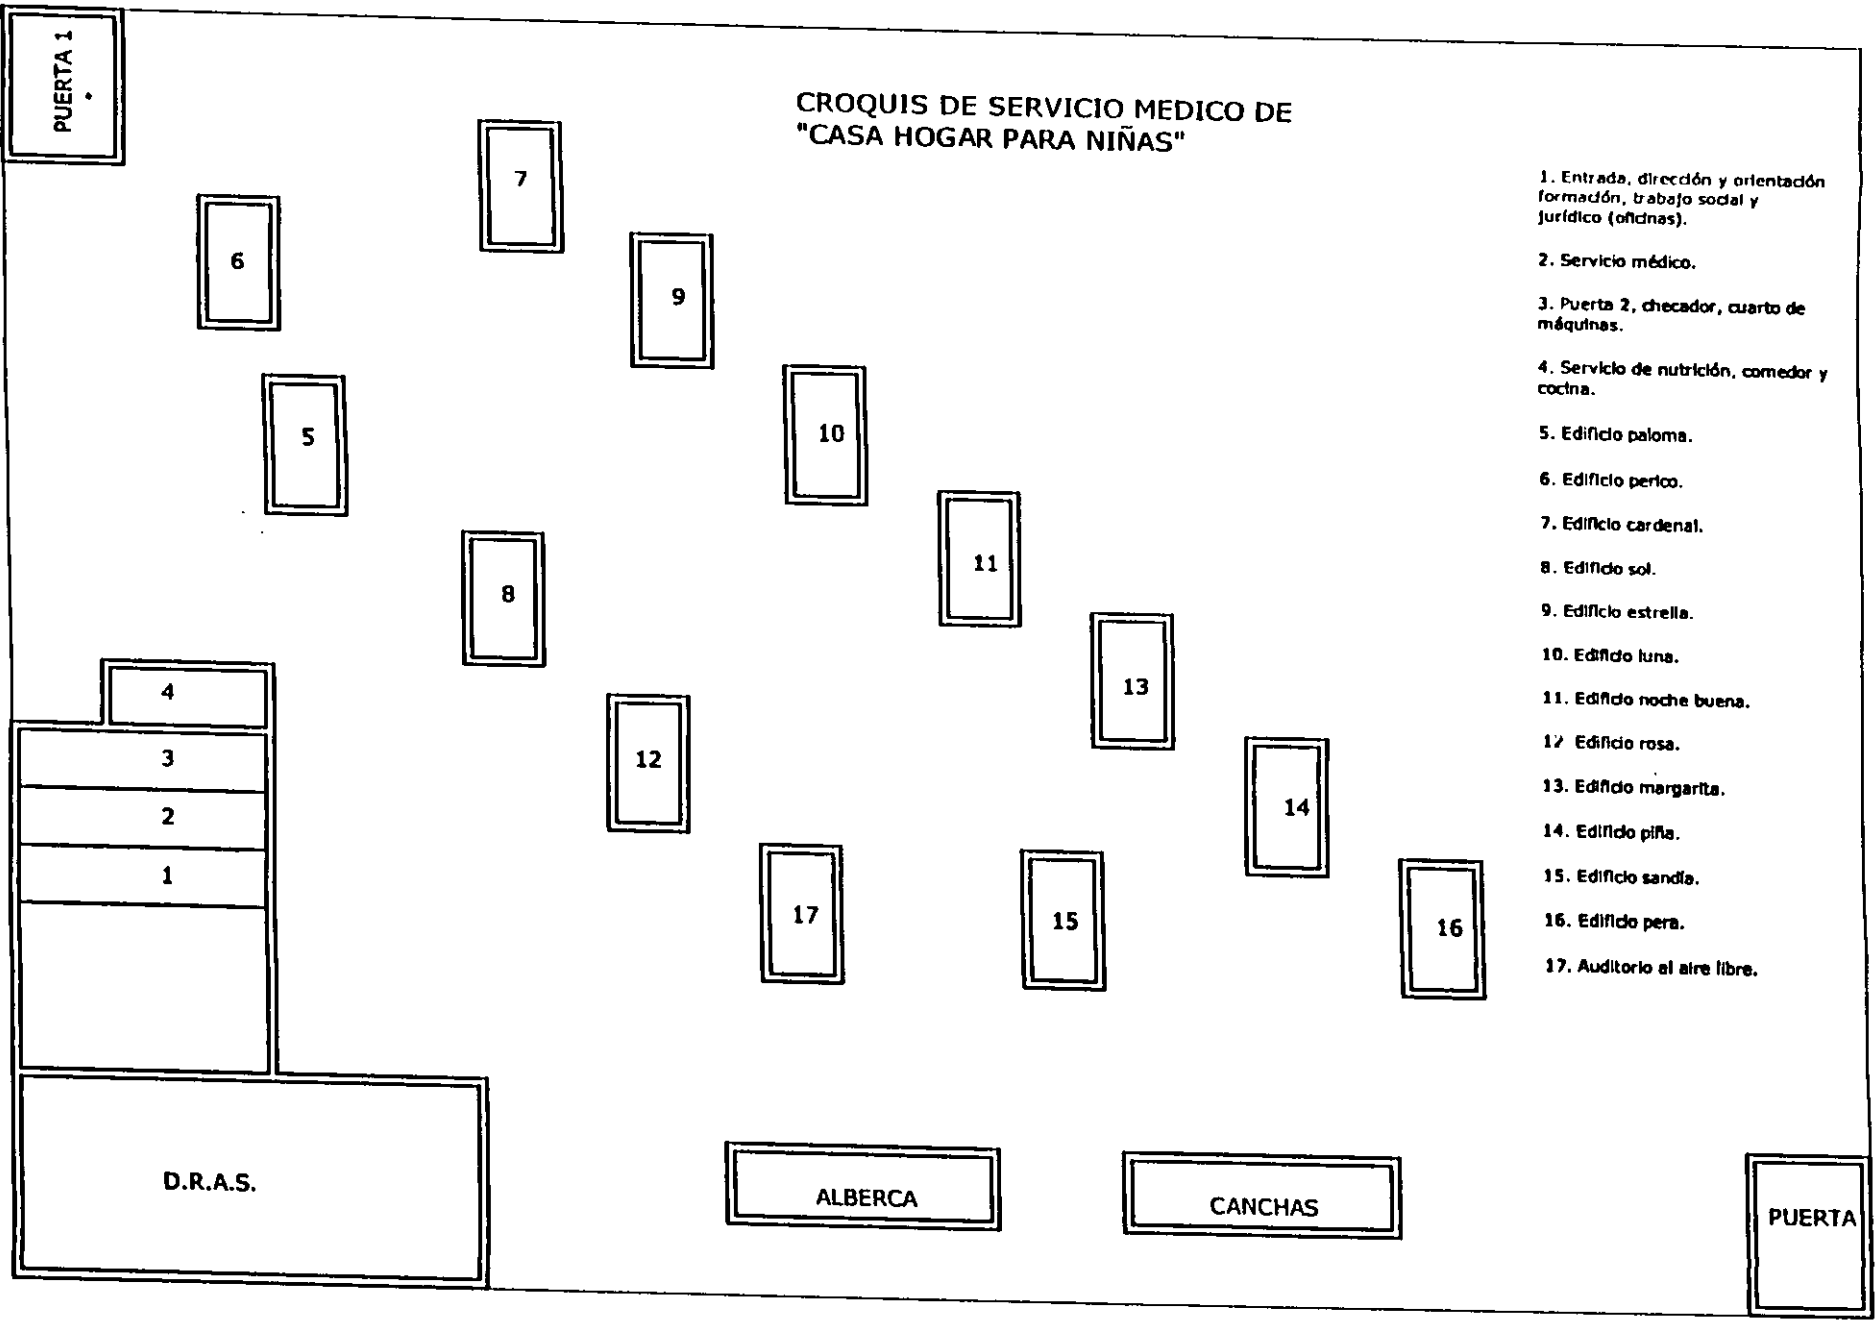 PUERTA 1
CROQUIS DE SERVICIO MEDICO DE
"CASA HOGAR PARA NIÑAS"
7
6
9
5
10
11
8
4
13
3
12
2
14
1
17
15
16
D.R.A.S.
ALBERCA
CANCHAS
PUERTA
1. Entrada, dirección y orientación
formación, trabajo social y
jurídico (oficinas).
2. Servicio médico.
3. Puerta 2, checador, cuarto de
máquinas.
4. Servicio de nutrición, comedor y
cocina.
5. Edificio paloma.
6. Edificio perico.
7. Edificio cardenal.
8. Edificio sol.
9. Edificio estrella.
10. Edificio luna.
11. Edificio noche buena.
12 Edificio rosa.
13. Edificio margarita.
14. Edificio piña.
15. Edificio sandía.
16. Edificio pera.
17. Auditorio al aire libre.